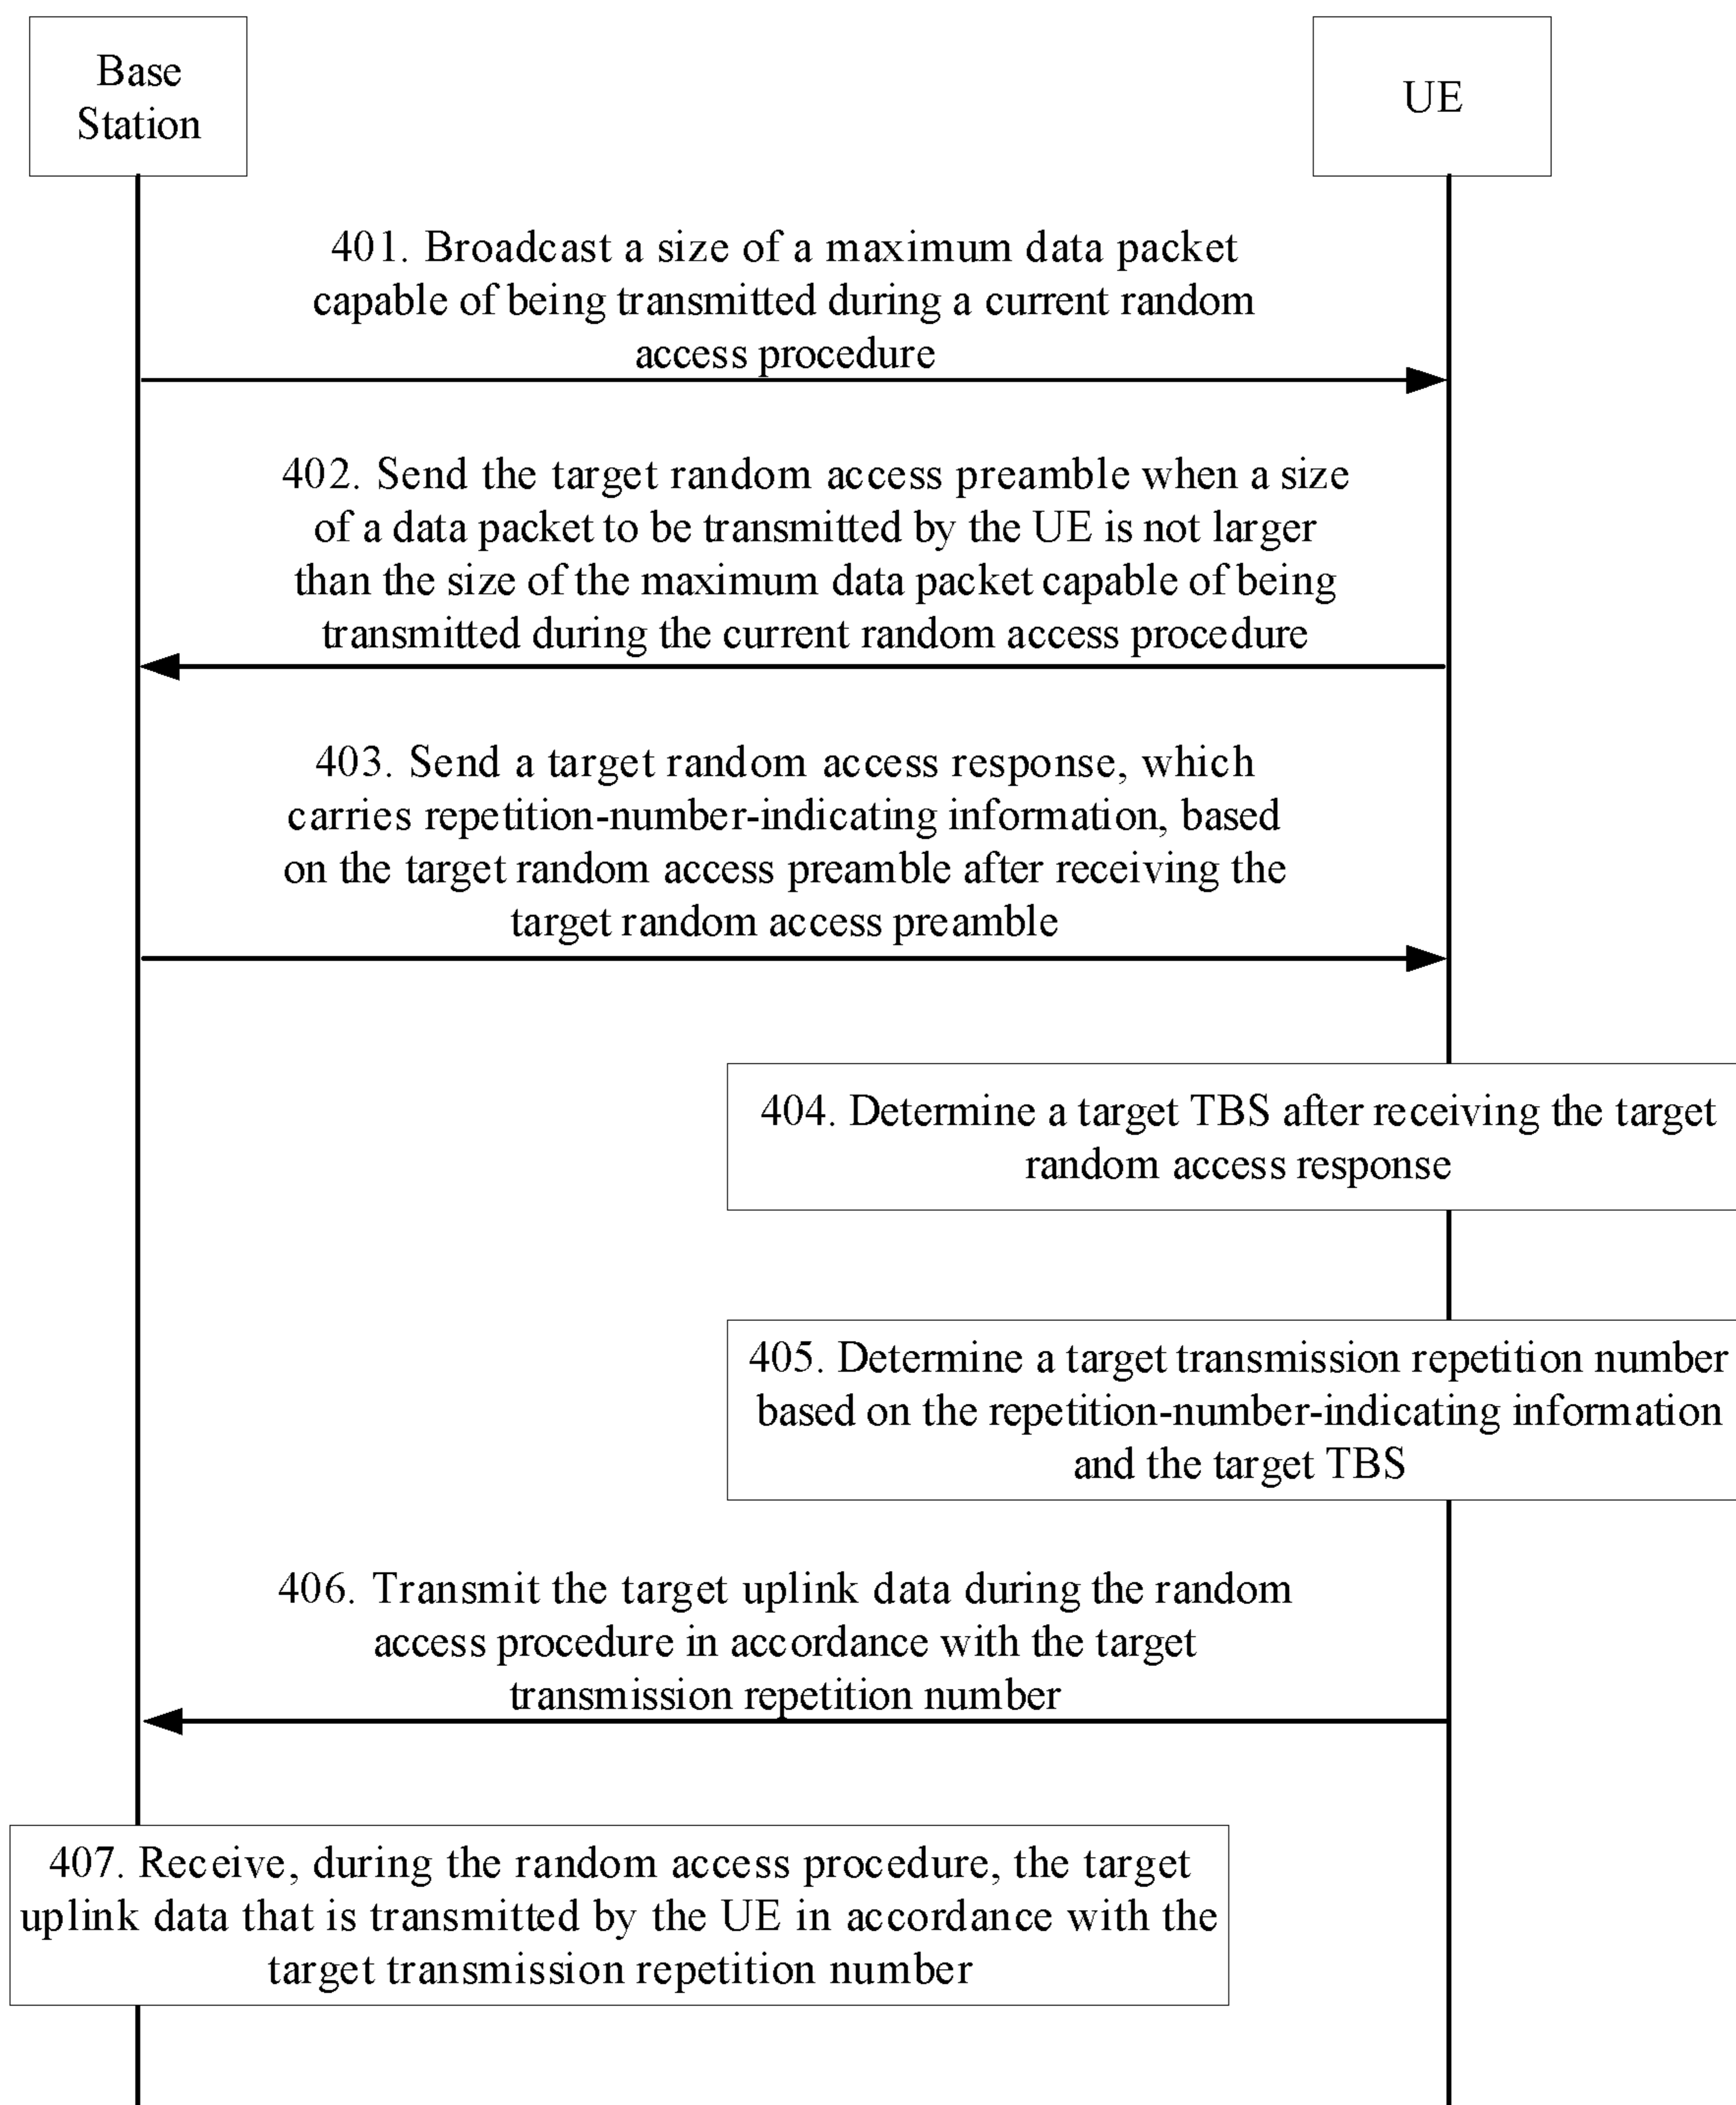 Base
Station
UE
401. Broadcast a size of a maximum data packet
capable of being transmitted during a current random
access procedure
402. Send the target random access preamble when a size
of a data packet to be transmitted by the UE is not larger
than the size of the maximum data packet capable of being
transmitted during the current random access procedure
403. Send a target random access response, which
carries repetition-number-indicating information, based
on the target random access preamble after receiving the
target random access preamble
404. Determine a target TBS after receiving the target
random access response
405. Determine a target transmission repetition number
based on the repetition-number-indicating information
and the target TBS
406. Transmit the target uplink data during the random
access procedure in accordance with the target
transmission repetition number
407. Receive, during the random access procedure, the target
uplink data that is transmitted by the UE in accordance with the
target transmission repetition number